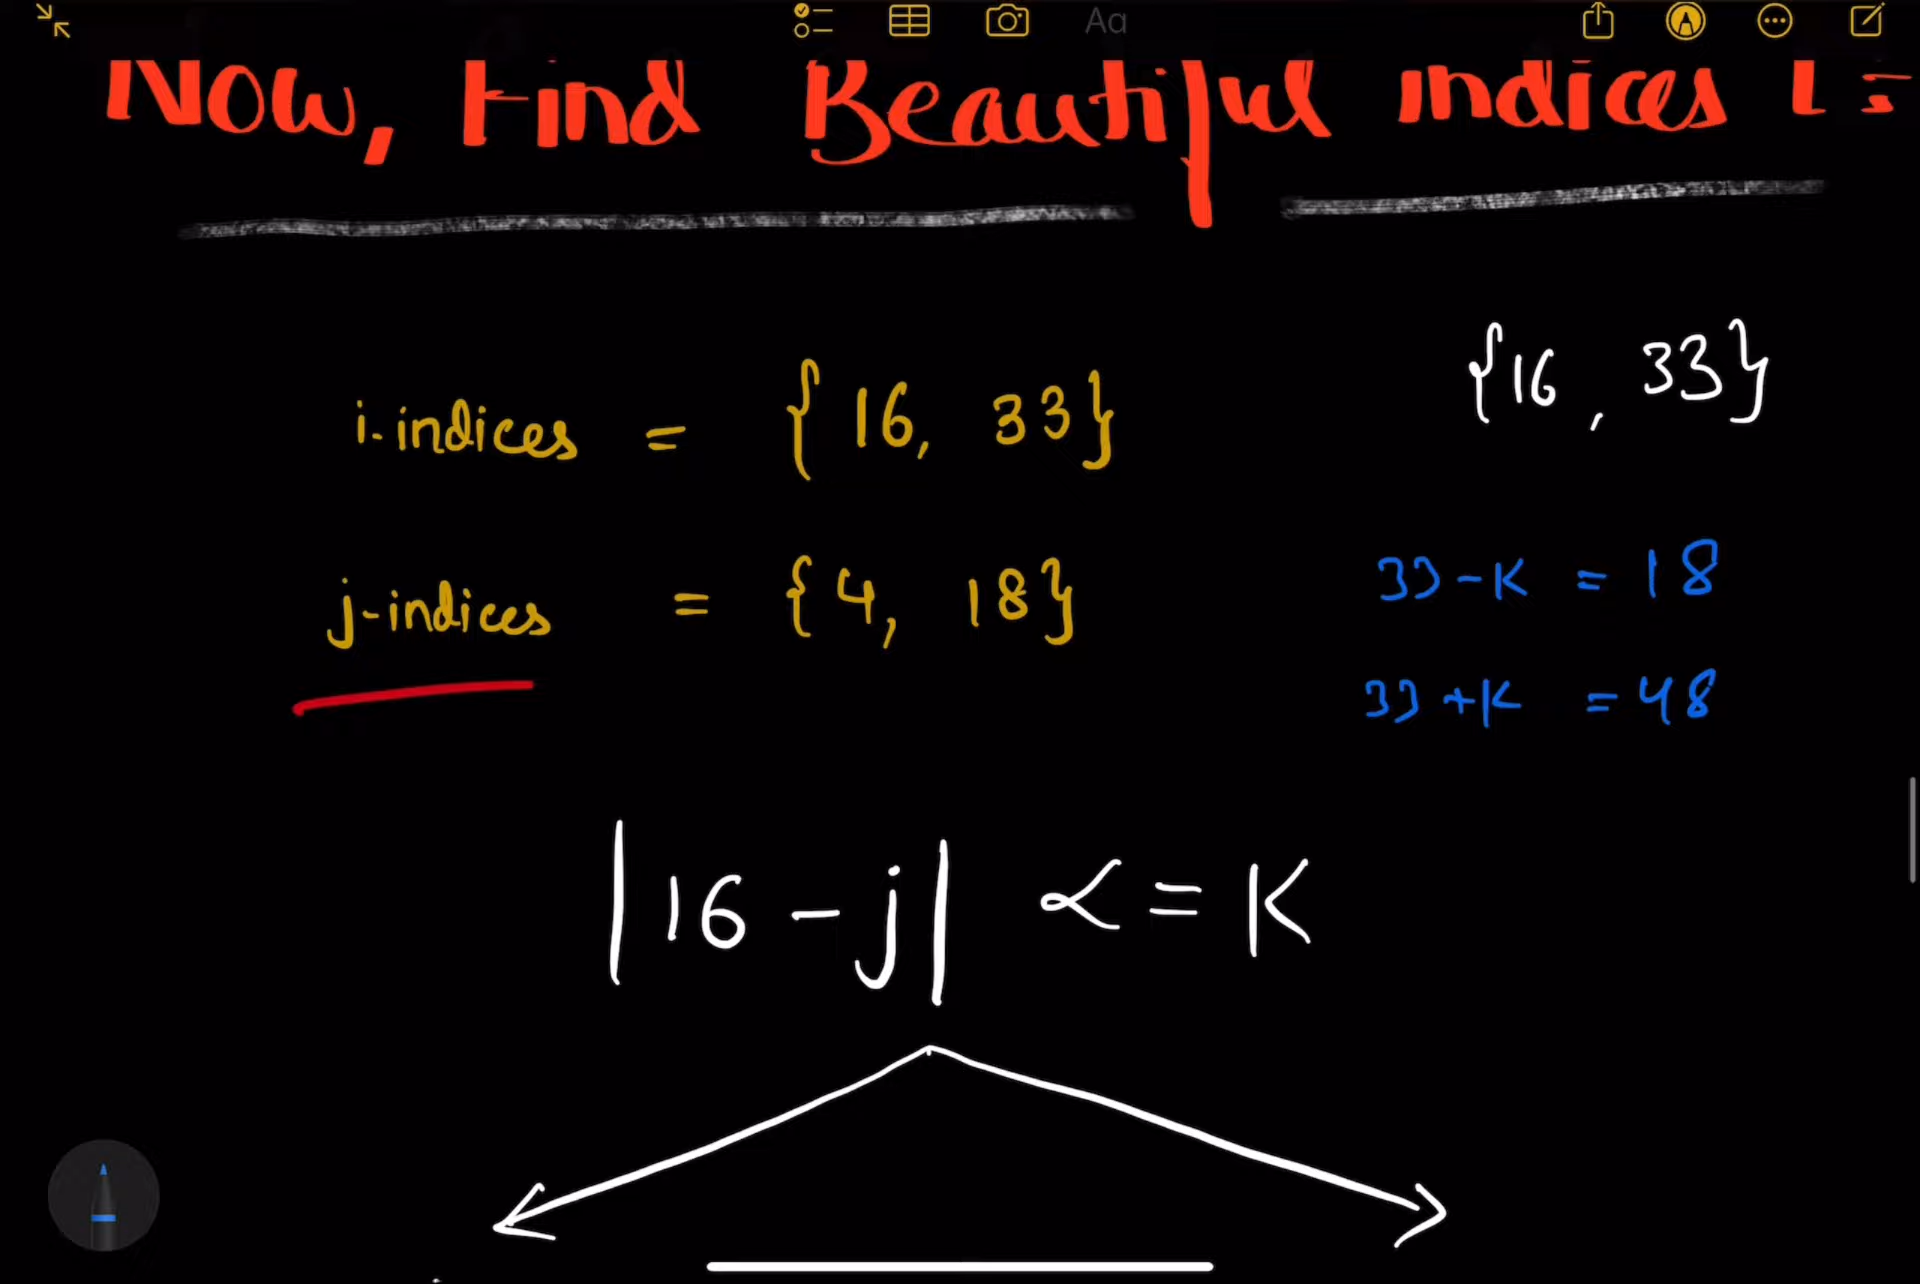 Aa
Now, Find Beautiful indices :-
i-indices = {16, 33}
{16, 33}
j-indices = {4, 18}
33-K = 18
33+K = 48
|16-j| <= K